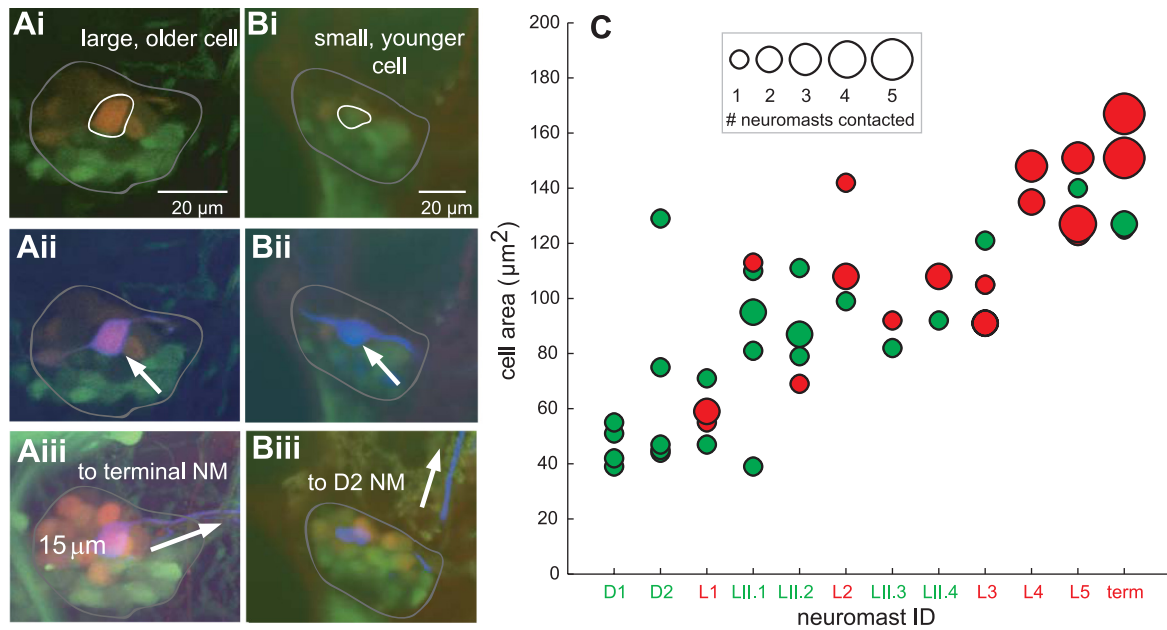 Ai
large, older cell
20 µm
Bi
small, younger
cell
20 µm
Aii
Bii
Aiii
to terminal NM
15 µm
Biii
to D2 NM
C
1 2 3 4 5
# neuromasts contacted
cell area (µm²)
200
180
160
140
120
100
80
60
40
20
0
D1 D2 L1 LII.1 LII.2 L2 LII.3 LII.4 L3 L4 L5 term
neuromast ID